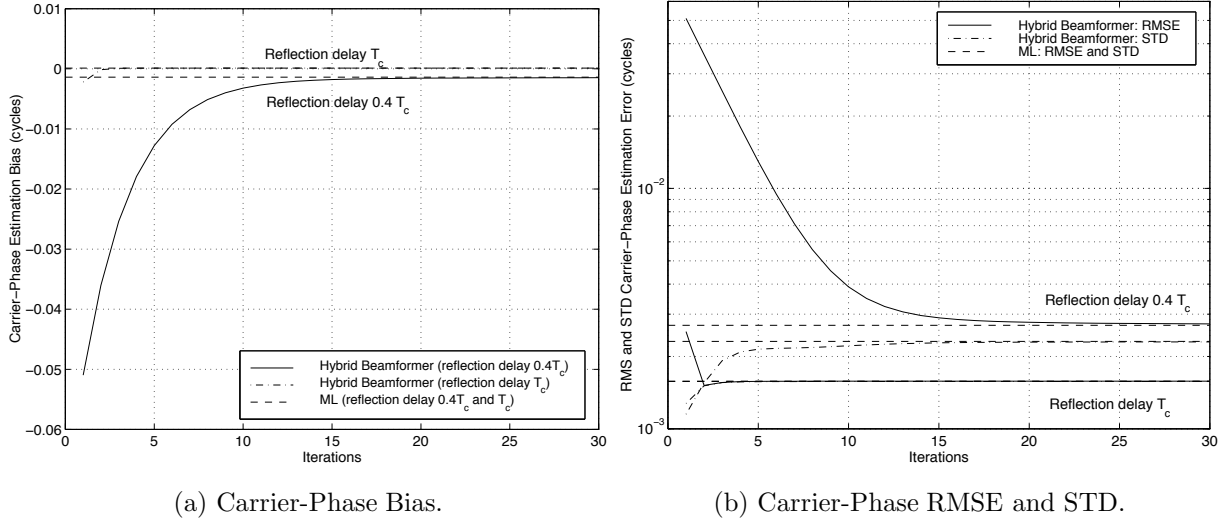 0.01
0
−0.01
−0.02
−0.03
−0.04
−0.05
−0.06
Carrier−Phase Estimation Bias (cycles)
Reflection delay T_c
Reflection delay 0.4 T_c
Hybrid Beamformer (reflection delay 0.4T_c)
Hybrid Beamformer (reflection delay T_c)
ML (reflection delay 0.4T_c and T_c)
0 5 10 15 20 25 30
Iterations
(a) Carrier-Phase Bias.
RMS and STD Carrier−Phase Estimation Error (cycles)
10^−2
10^−3
Hybrid Beamformer: RMSE
Hybrid Beamformer: STD
ML: RMSE and STD
Reflection delay 0.4 T_c
Reflection delay T_c
0 5 10 15 20 25 30
Iterations
(b) Carrier-Phase RMSE and STD.